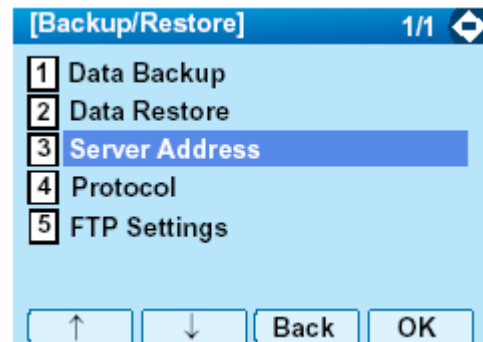 [Backup/Restore] 1/1
1 Data Backup
2 Data Restore
3 Server Address
4 Protocol
5 FTP Settings
↑ ↓ Back OK